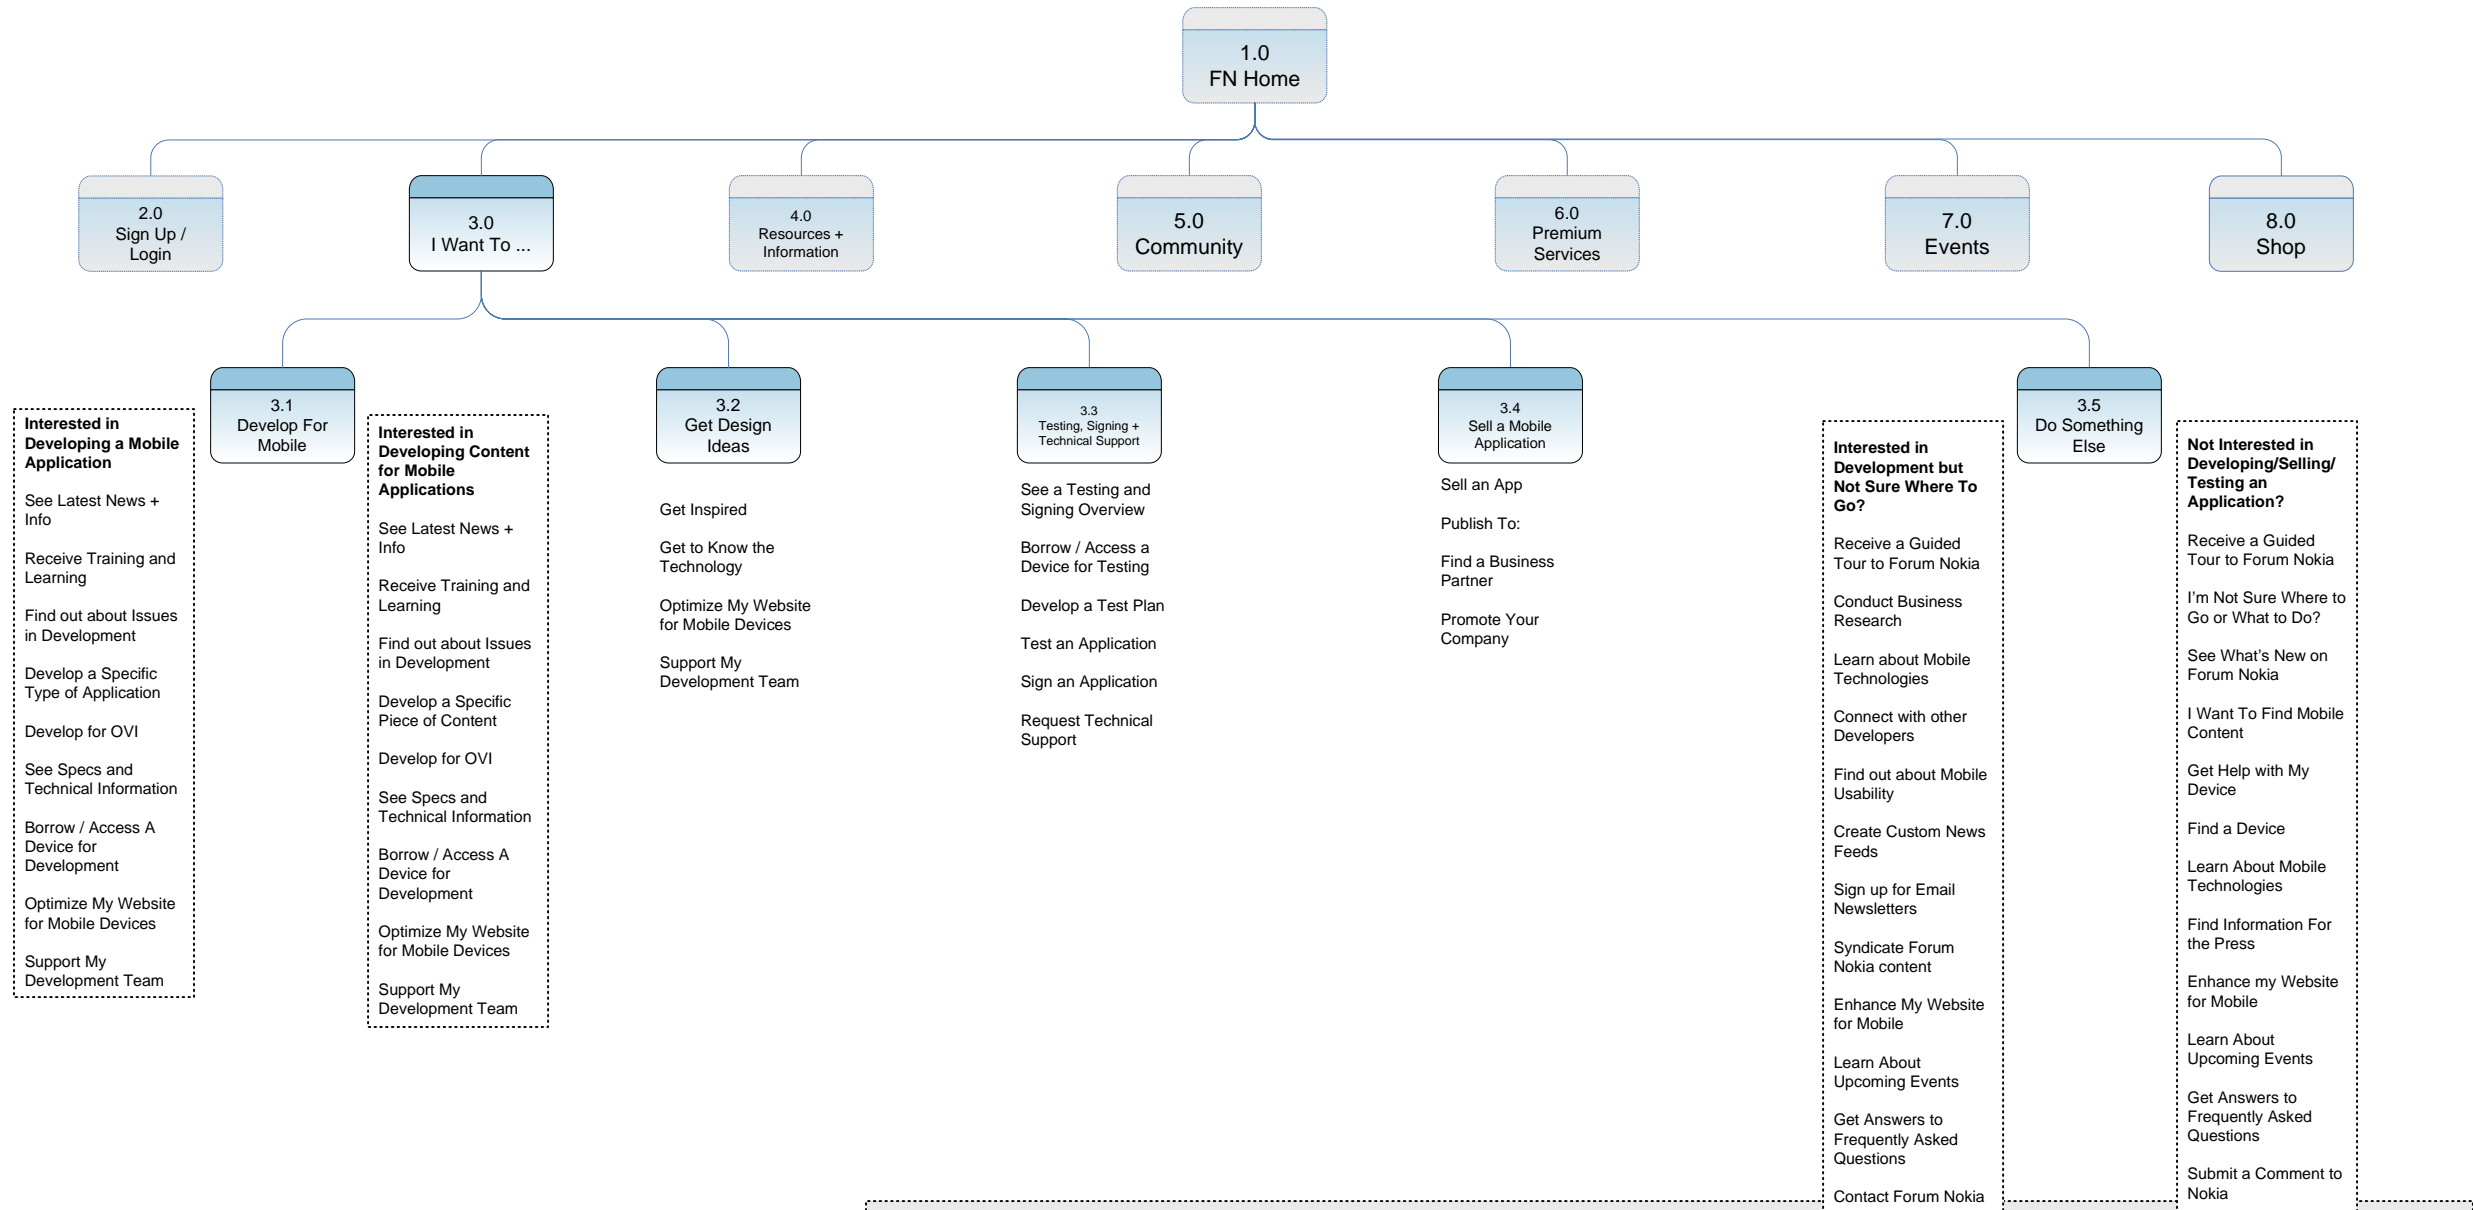 1.0
FN Home
2.0
Sign Up /
Login
3.0
I Want To ...
4.0
Resources +
Information
5.0
Community
6.0
Premium
Services
7.0
Events
8.0
Shop
3.1
Develop For
Mobile
3.2
Get Design
Ideas
3.3
Testing, Signing +
Technical Support
3.4
Sell a Mobile
Application
3.5
Do Something
Else
Interested in
Developing a Mobile
Application
See Latest News +
Info
Receive Training and
Learning
Find out about Issues
in Development
Develop a Specific
Type of Application
Develop for OVI
See Specs and
Technical Information
Borrow / Access A
Device for
Development
Optimize My Website
for Mobile Devices
Support My
Development Team
Interested in
Developing Content
for Mobile
Applications
See Latest News +
Info
Receive Training and
Learning
Find out about Issues
in Development
Develop a Specific
Piece of Content
Develop for OVI
See Specs and
Technical Information
Borrow / Access A
Device for
Development
Optimize My Website
for Mobile Devices
Support My
Development Team
Get Inspired
Get to Know the
Technology
Optimize My Website
for Mobile Devices
Support My
Development Team
See a Testing and
Signing Overview
Borrow / Access a
Device for Testing
Develop a Test Plan
Test an Application
Sign an Application
Request Technical
Support
Sell an App
Publish To:
Find a Business
Partner
Promote Your
Company
Interested in
Development but
Not Sure Where To
Go?
Receive a Guided
Tour to Forum Nokia
Conduct Business
Research
Learn about Mobile
Technologies
Connect with other
Developers
Find out about Mobile
Usability
Create Custom News
Feeds
Sign up for Email
Newsletters
Syndicate Forum
Nokia content
Enhance My Website
for Mobile
Learn About
Upcoming Events
Get Answers to
Frequently Asked
Questions
Contact Forum Nokia
Not Interested in
Developing/Selling/
Testing an
Application?
Receive a Guided
Tour to Forum Nokia
I'm Not Sure Where to
Go or What to Do?
See What's New on
Forum Nokia
I Want To Find Mobile
Content
Get Help with My
Device
Find a Device
Learn About Mobile
Technologies
Find Information For
the Press
Enhance my Website
for Mobile
Learn About
Upcoming Events
Get Answers to
Frequently Asked
Questions
Submit a Comment to
Nokia